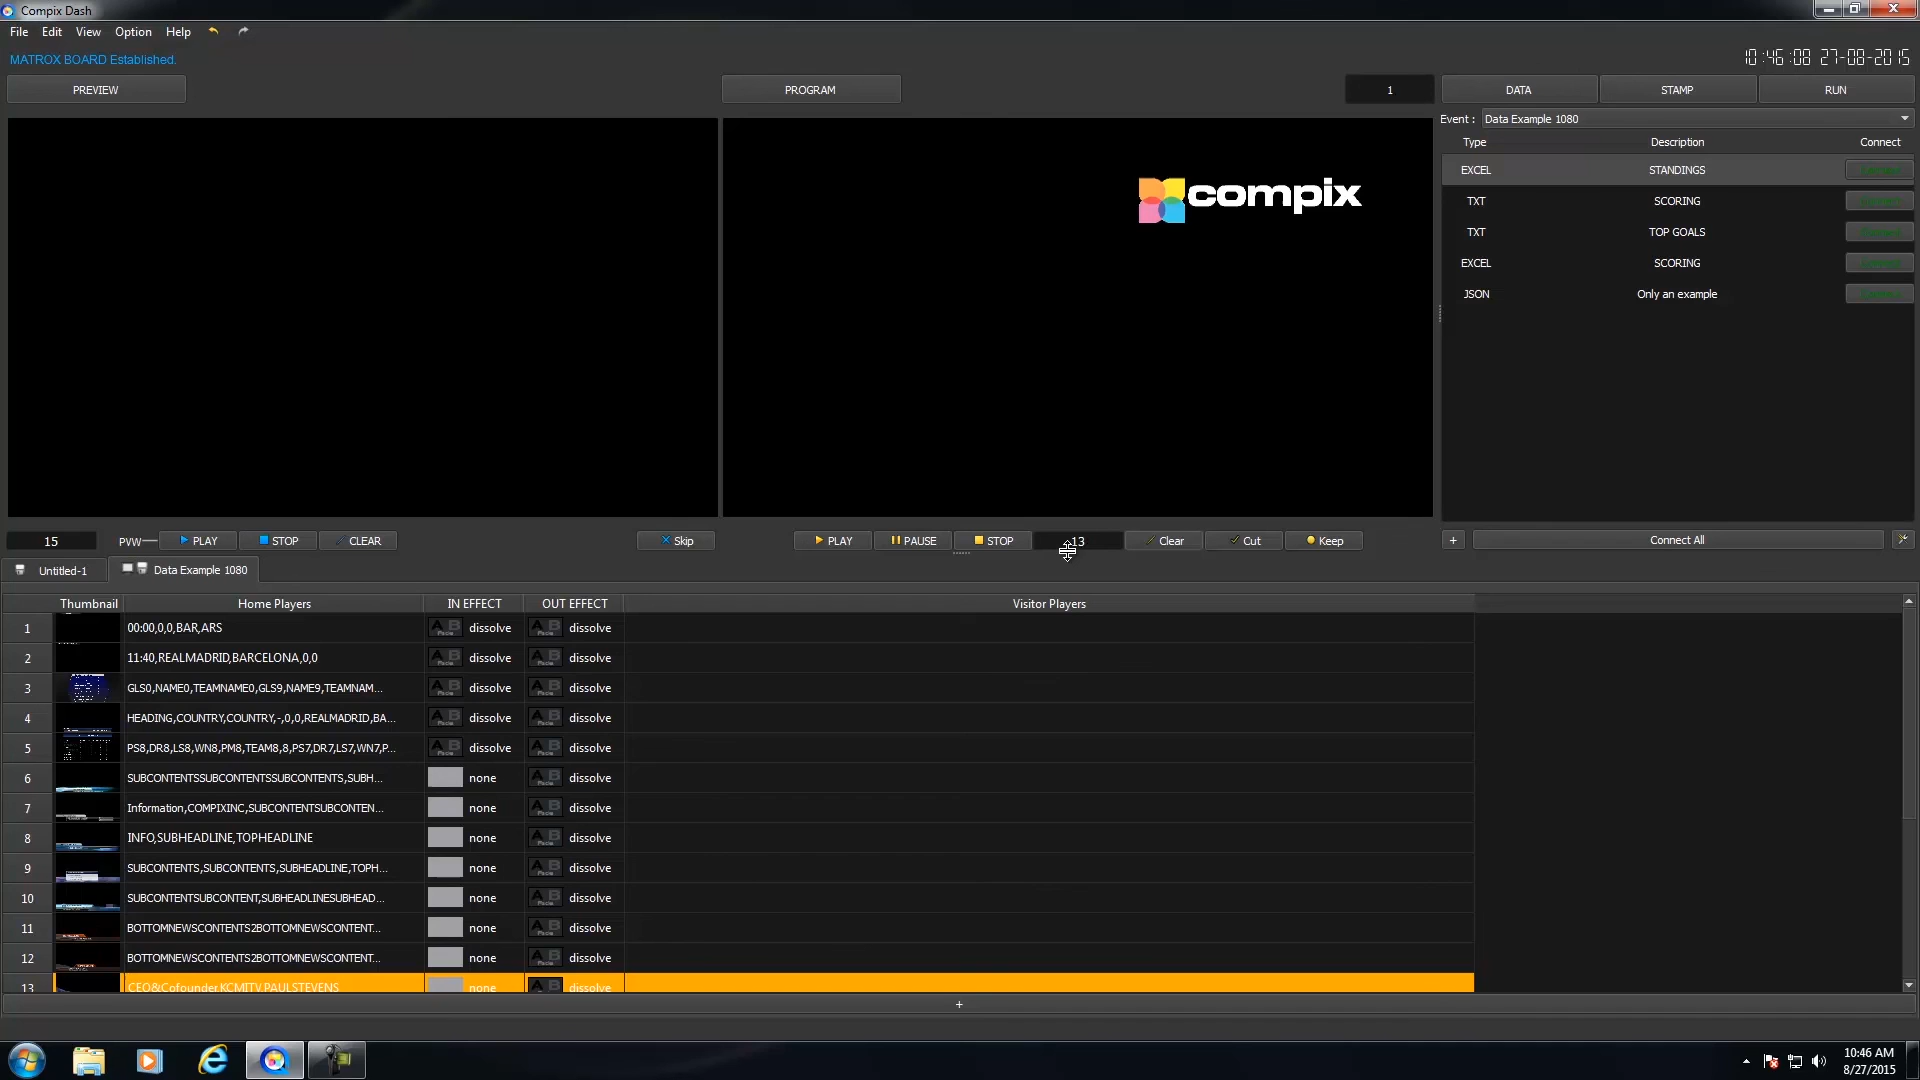 Compix Dash
File Edit View Option Help
MATROX BOARD Established.
10:46:08 27-08-2015
PREVIEW PROGRAM 1 DATA STAMP RUN
Event : Data Example 1080
Type Description Connect
compix
EXCEL STANDINGS
TXT SCORING
TXT TOP GOALS
EXCEL SCORING
JSON Only an example
15 PVW PLAY STOP CLEAR Skip PLAY PAUSE STOP 13 Clear Cut Keep + Connect All
Untitled-1 Data Example 1080
Thumbnail Home Players IN EFFECT OUT EFFECT Visitor Players
1 00:00,0,0,BAR,ARS dissolve dissolve
2 11:40,REALMADRID,BARCELONA,0,0 dissolve dissolve
3 GLS0,NAME0,TEAMNAME0,GLS9,NAME9,TEAMNAM... dissolve dissolve
4 HEADING,COUNTRY,COUNTRY,-,0,0,REALMADRID,BA... dissolve dissolve
5 PS8,DR8,LS8,WN8,PM8,TEAM8,8,PS7,DR7,LS7,WN7,P... dissolve dissolve
6 SUBCONTENTSSUBCONTENTSSUBCONTENTS,SUBH... none dissolve
7 Information,COMPIXINC,SUBCONTENTSUBCONTEN... none dissolve
8 INFO,SUBHEADLINE,TOPHEADLINE none dissolve
9 SUBCONTENTS,SUBCONTENTS,SUBHEADLINE,TOPH... none dissolve
10 SUBCONTENTSUBCONTENT,SUBHEADLINESUBHEAD... none dissolve
11 BOTTOMNEWSCONTENTS2BOTTOMNEWSCONTENT... none dissolve
12 BOTTOMNEWSCONTENTS2BOTTOMNEWSCONTENT... none dissolve
13 CEO&Cofounder,KCMITV,PAULSTEVENS none dissolve
+
10:46 AM
8/27/2015